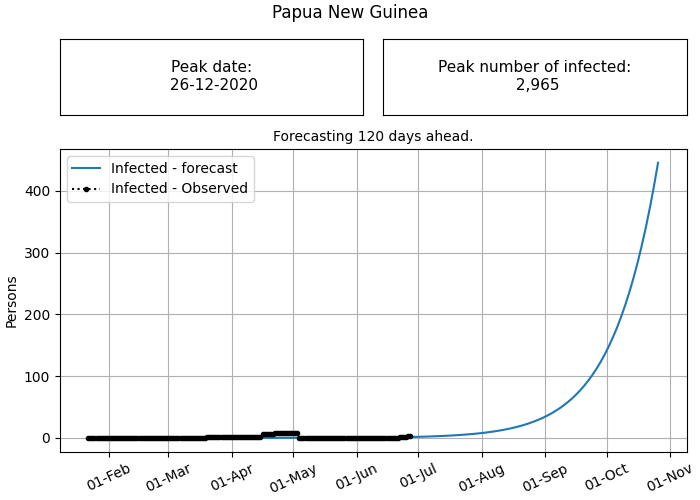 Papua New Guinea
Peak date:
26-12-2020
Peak number of infected:
2,965
Forecasting 120 days ahead.
Infected - forecast
Infected - Observed
Persons
400
300
200
100
0
01-Feb
01-Mar
01-Apr
01-May
01-Jun
01-Jul
01-Aug
01-Sep
01-Oct
01-Nov